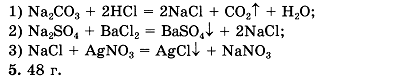 1) Na₂CO₃ + 2HCl = 2NaCl + CO₂↑ + H₂O;
2) Na₂SO₄ + BaCl₂ = BaSO₄↓ + 2NaCl;
3) NaCl + AgNO₃ = AgCl↓ + NaNO₃
5. 48 г.